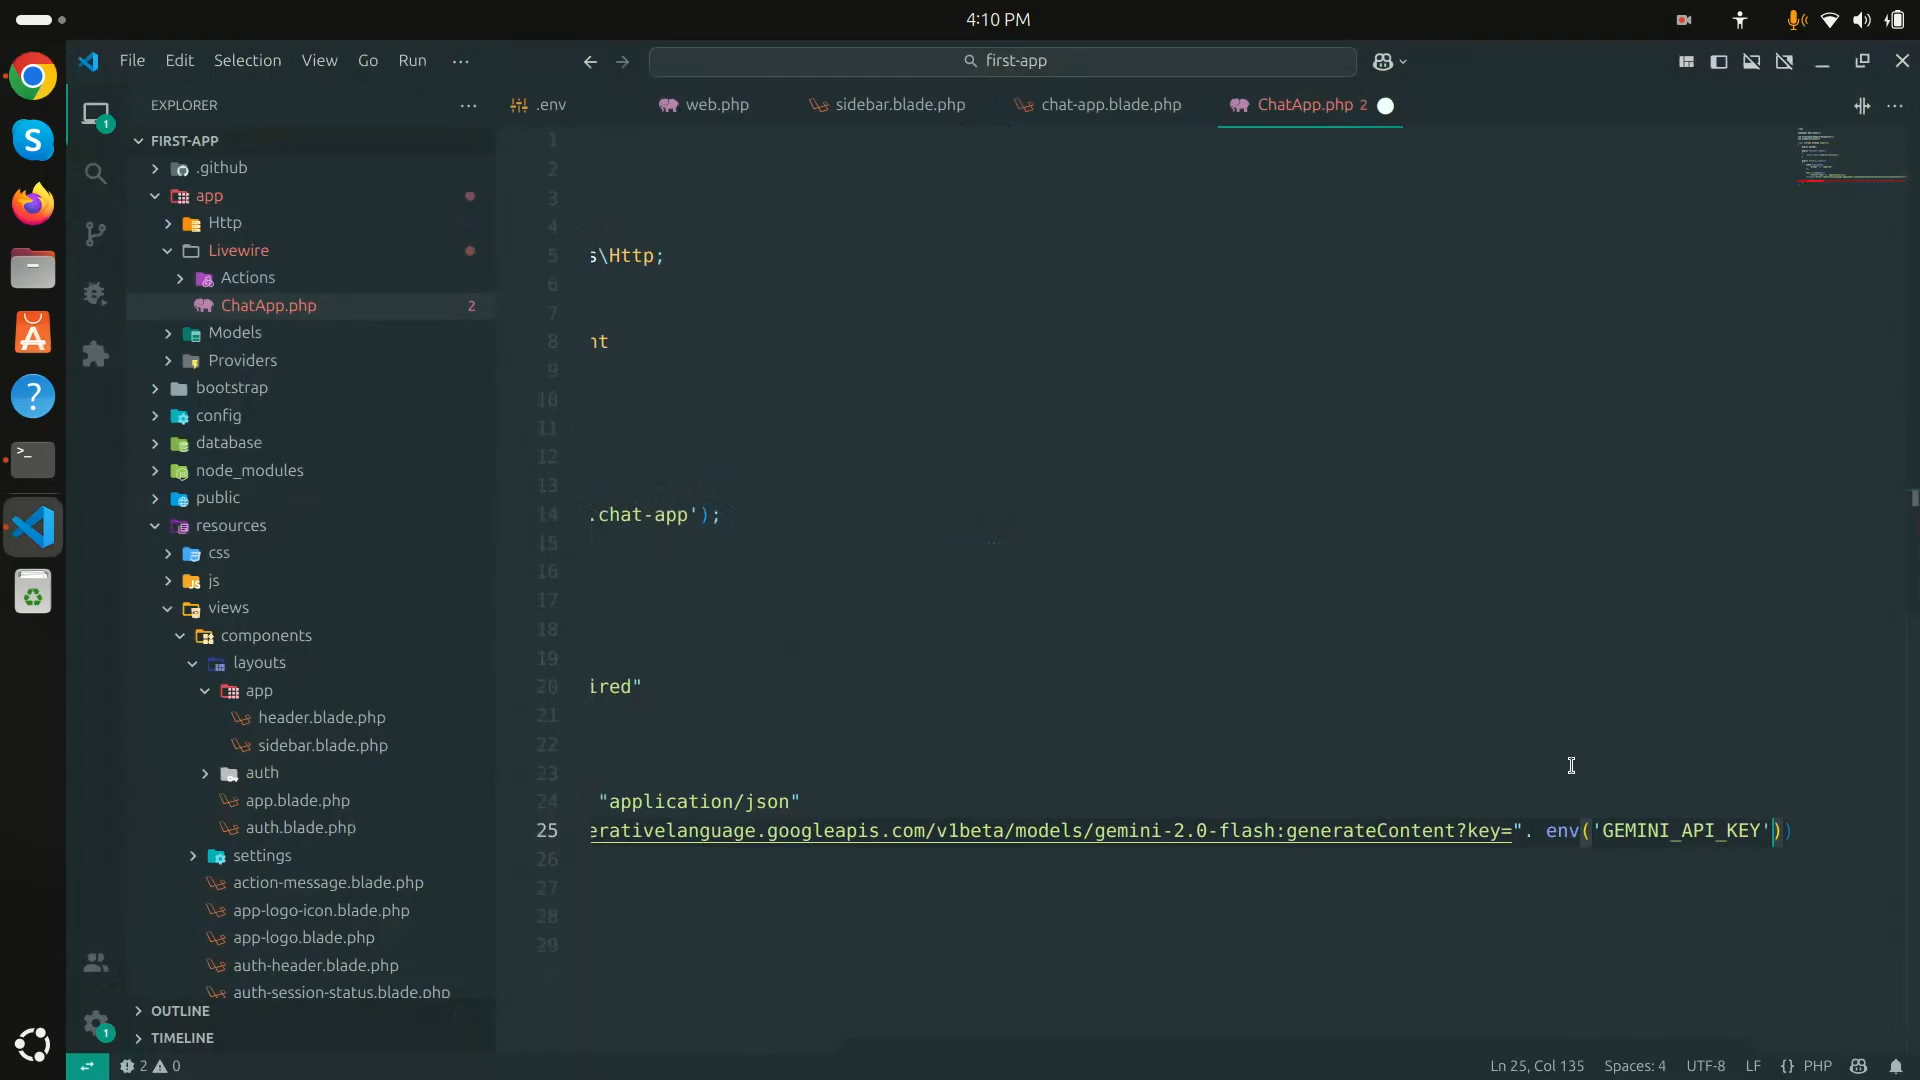 4:10 PM
File Edit Selection View Go Run ...
first-app
EXPLORER
.env
web.php
sidebar.blade.php
chat-app.blade.php
ChatApp.php 2
FIRST-APP
.github
app
Http
Livewire
Actions
ChatApp.php 2
Models
Providers
bootstrap
config
database
node_modules
public
resources
css
js
views
components
layouts
app
header.blade.php
sidebar.blade.php
auth
app.blade.php
auth.blade.php
settings
action-message.blade.php
app-logo-icon.blade.php
app-logo.blade.php
auth-header.blade.php
auth-session-status.blade.php
OUTLINE
TIMELINE
1
2
3
4
5 s\Http;
6
7
8 nt
9
10
11
12
13
14 .chat-app');
15
16
17
18
19
20 ired"
21
22
23
24 "application/json"
25 erativelanguage.googleapis.com/v1beta/models/gemini-2.0-flash:generateContent?key=". env('GEMINI_API_KEY'))
26
27
28
29
1
1
2 0
Ln 25, Col 135 Spaces: 4 UTF-8 LF {} PHP